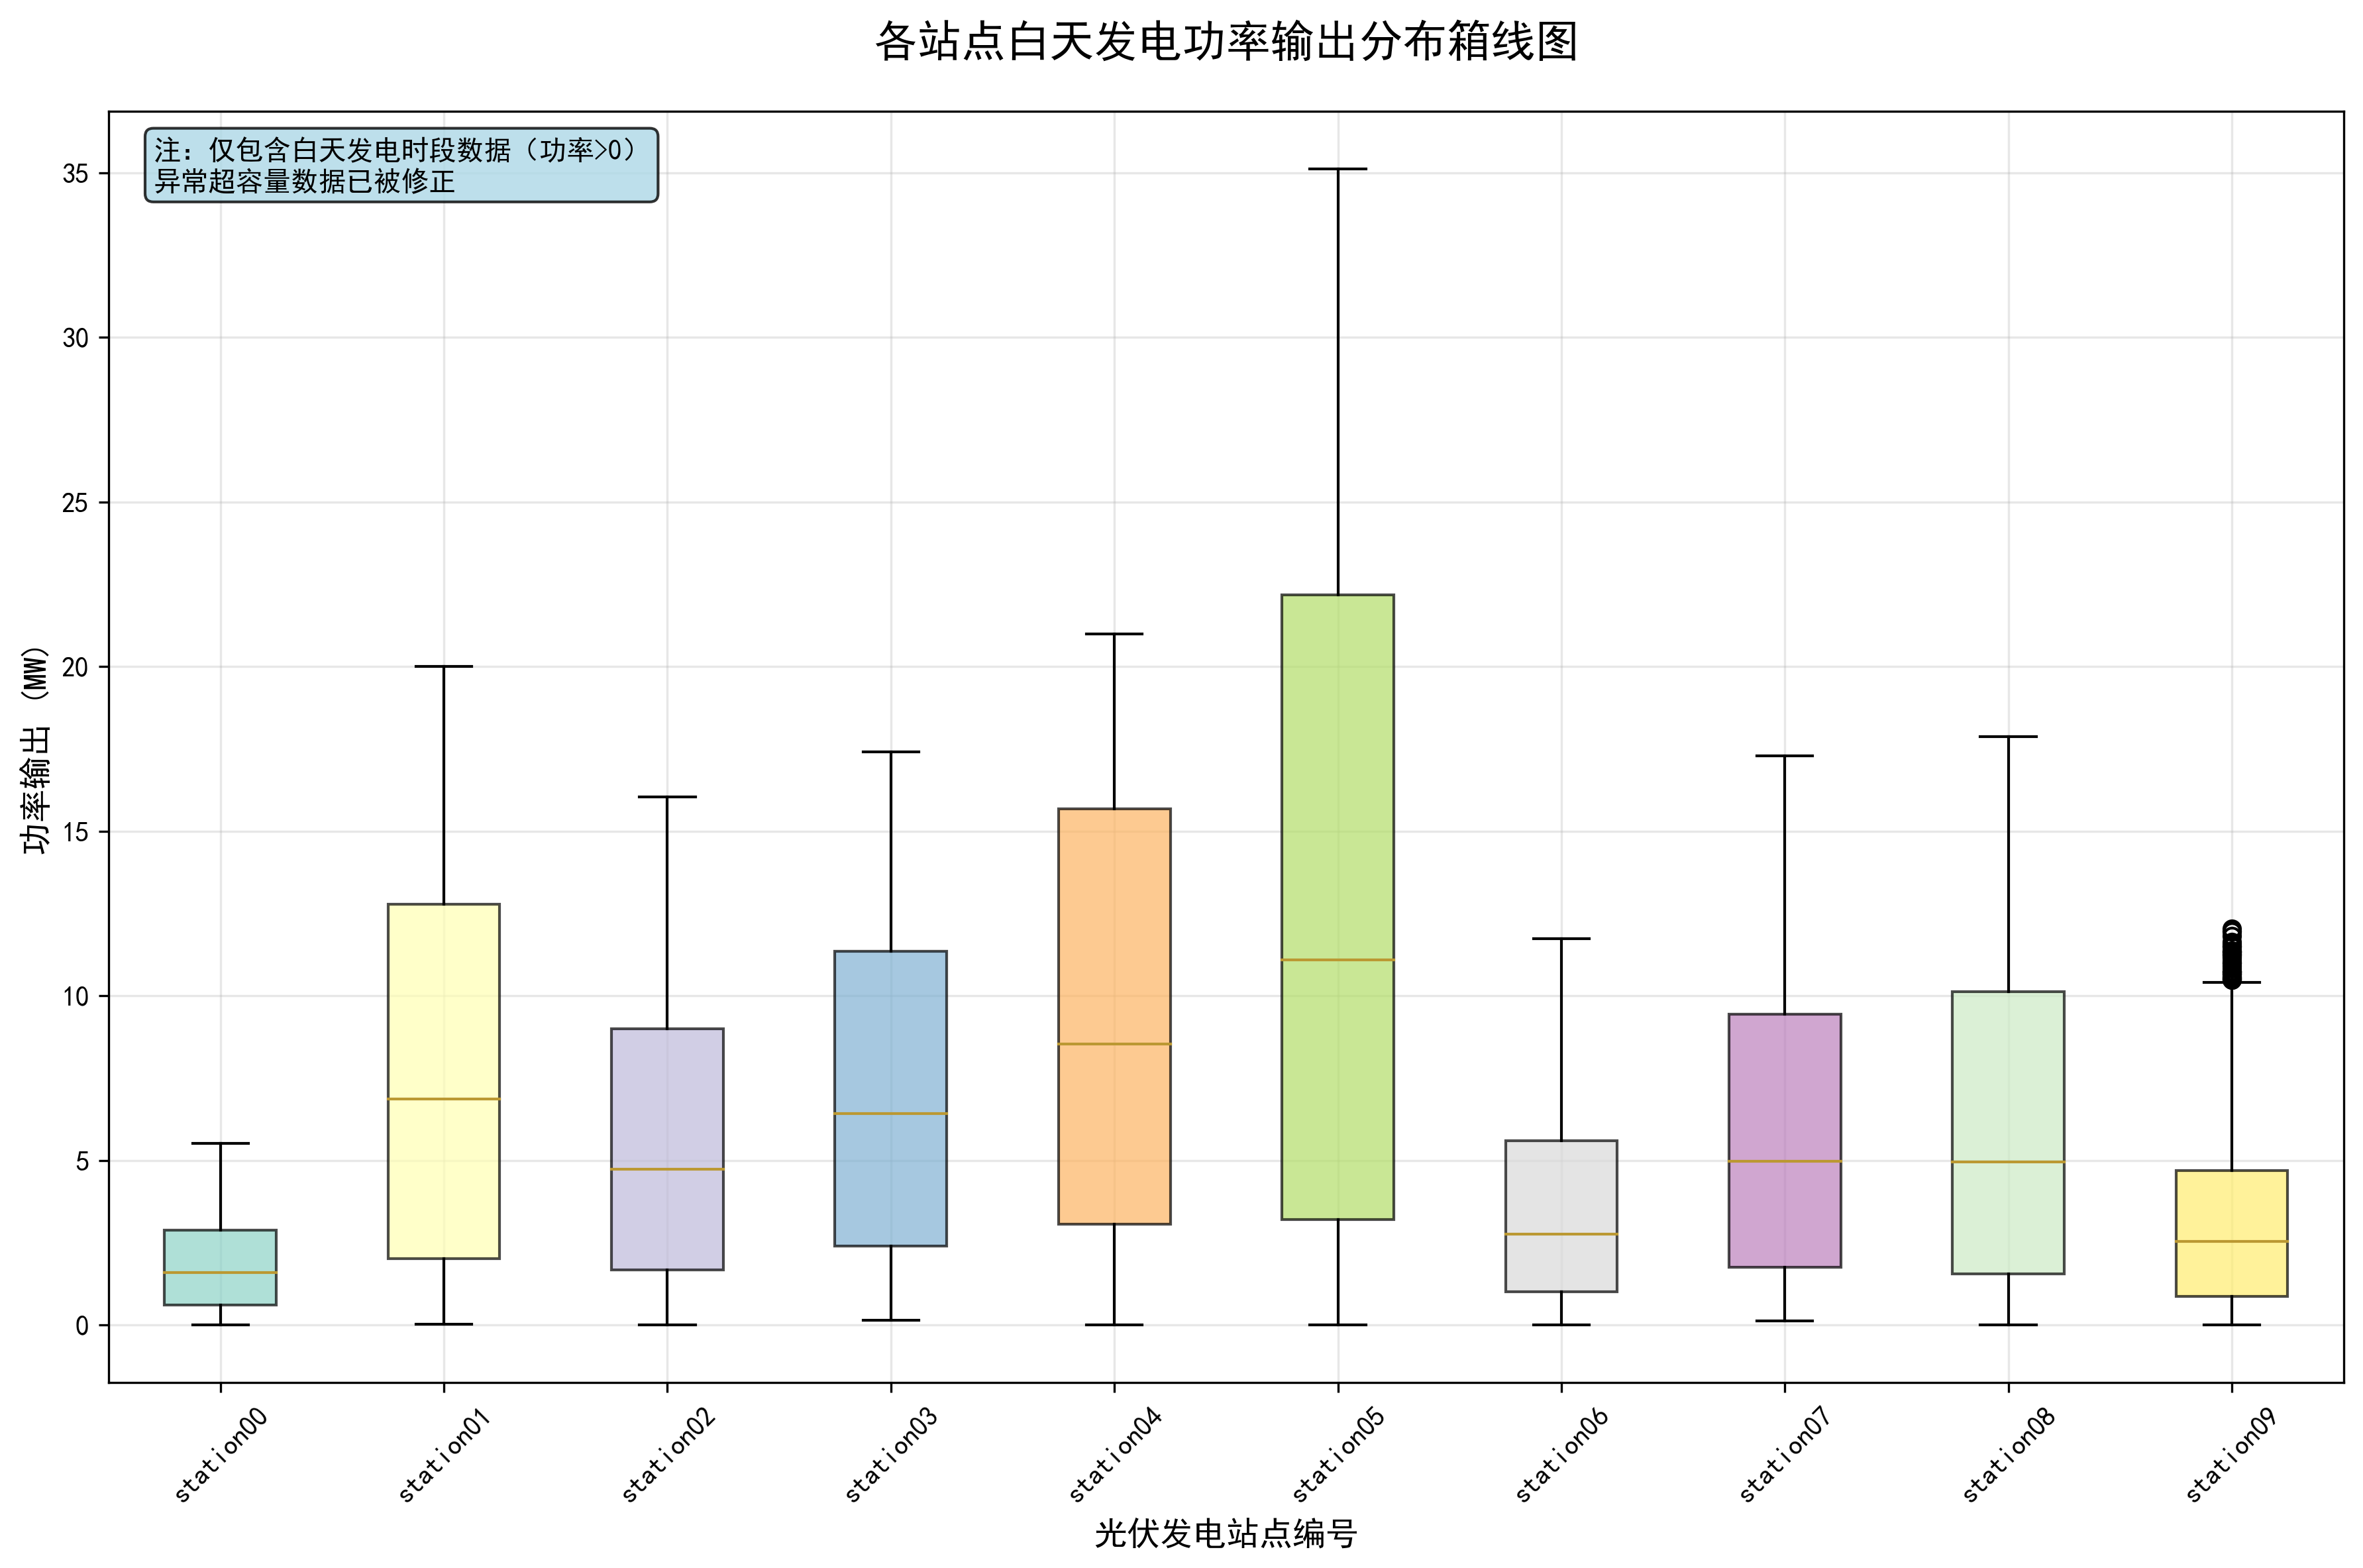 各站点白天发电功率输出分布箱线图
注：仅包含白天发电时段数据（功率>0）
异常超容量数据已被修正
35
30
25
20
15
10
5
0
功率输出 (MW)
station00
station01
station02
station03
station04
station05
station06
station07
station08
station09
光伏发电站点编号